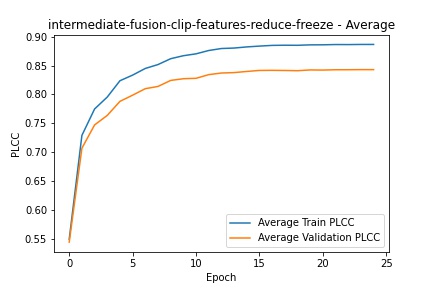 intermediate-fusion-clip-features-reduce-freeze - Average
PLCC
0.90
0.85
0.80
0.75
0.70
0.65
0.60
0.55
Average Train PLCC
Average Validation PLCC
0 5 10 15 20 25
Epoch